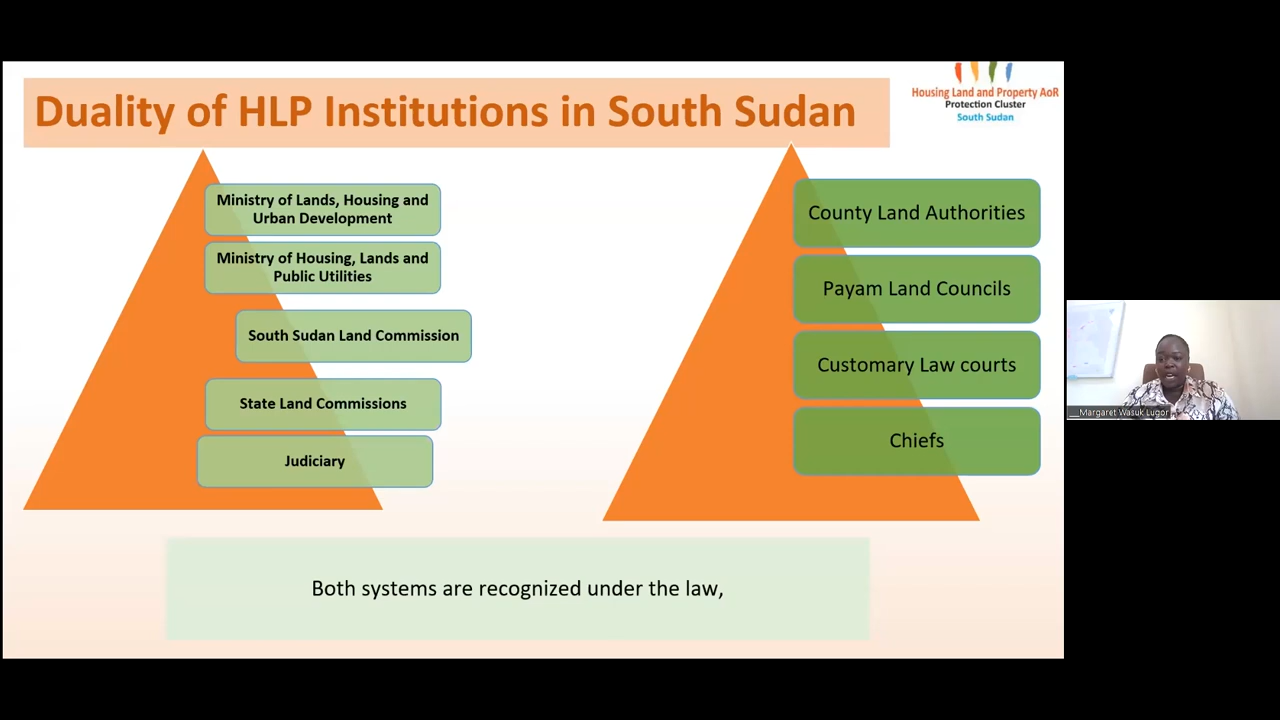 Duality of HLP Institutions in South Sudan
Housing Land and Property AoR
Protection Cluster
South Sudan
Ministry of Lands, Housing and
Urban Development
Ministry of Housing, Lands and
Public Utilities
South Sudan Land Commission
State Land Commissions
Judiciary
County Land Authorities
Payam Land Councils
Customary Law courts
Chiefs
Both systems are recognized under the law,
__Margaret Wasuk Lugor